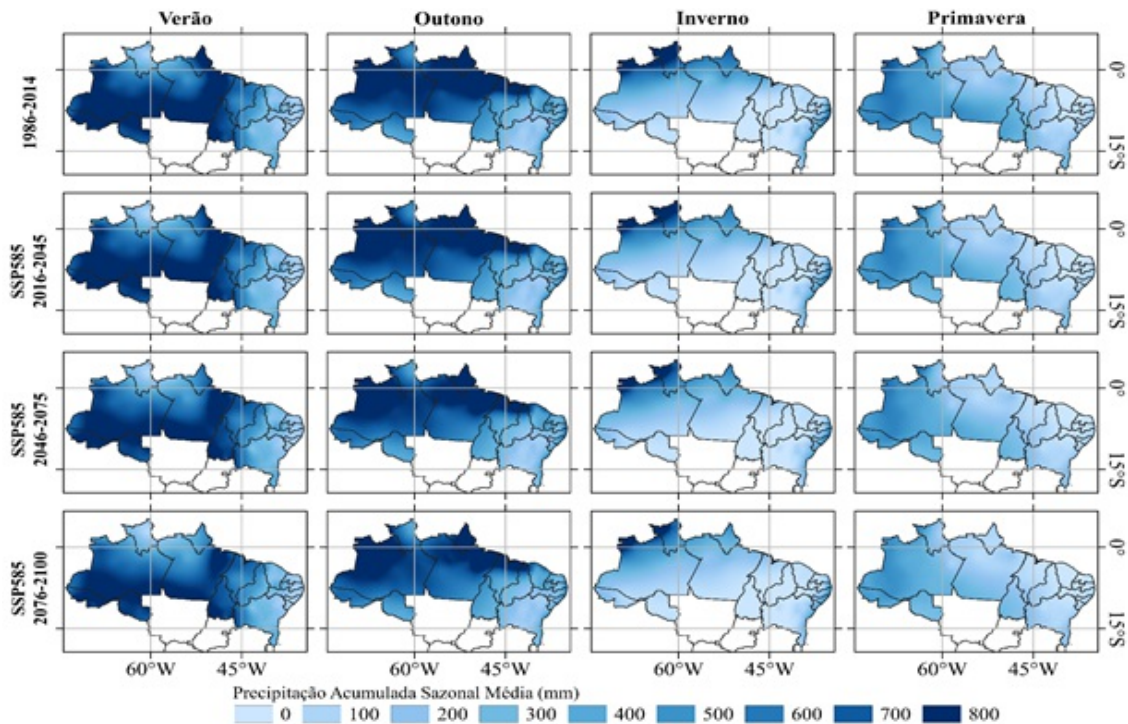 Verão Outono Inverno Primavera
1986-2014
0°
15°S
SSP585
2016-2045
0°
15°S
SSP585
2046-2075
0°
15°S
SSP585
2076-2100
0°
15°S
60°W 45°W 60°W 45°W 60°W 45°W 60°W 45°W
Precipitação Acumulada Sazonal Média (mm)
0 100 200 300 400 500 600 700 800